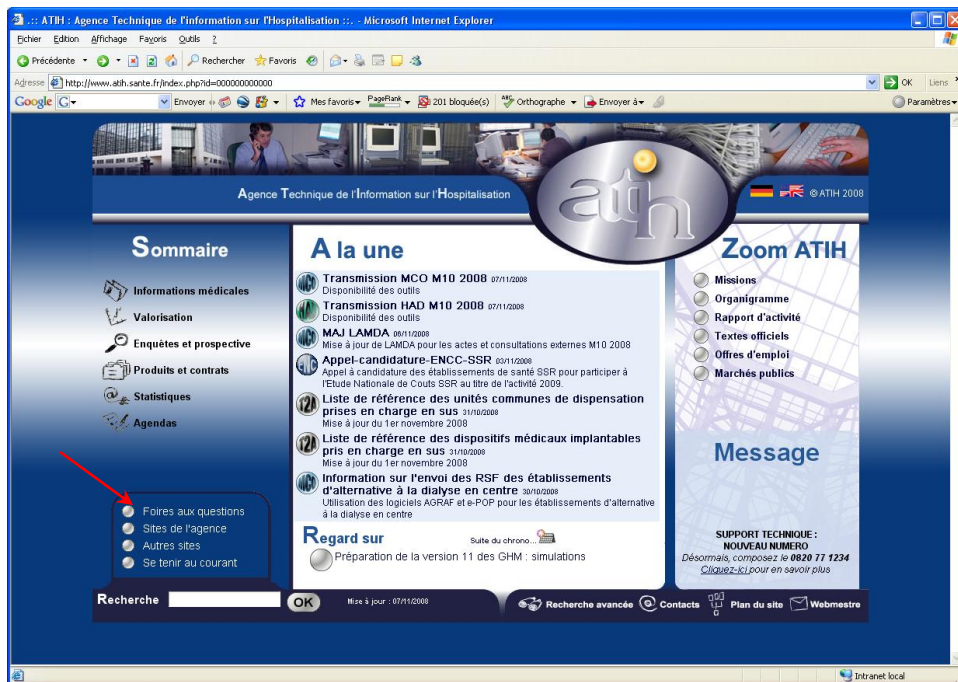 .:: ATIH : Agence Technique de l'information sur l'Hospitalisation ::. - Microsoft Internet Explorer
Fichier Edition Affichage Favoris Outils ?
Précédente Rechercher Favoris
Adresse http://www.atih.sante.fr/index.php?id=000000000000 OK Liens
Google G Envoyer Mes favoris PageRank 201 bloquée(s) ABC Orthographe Envoyer à Paramètres
atih
Agence Technique de l'Information sur l'Hospitalisation
© ATIH 2008
Sommaire
Informations médicales
Valorisation
Enquêtes et prospective
Produits et contrats
Statistiques
Agendas
Foires aux questions
Sites de l'agence
Autres sites
Se tenir au courant
A la une
Transmission MCO M10 2008 07/11/2008
Disponibilité des outils
Transmission HAD M10 2008 07/11/2008
Disponibilité des outils
MAJ LAMDA 06/11/2008
Mise à jour de LAMDA pour les actes et consultations externes M10 2008
Appel-candidature-ENCC-SSR 03/11/2008
Appel à candidature des établissements de santé SSR pour participer à
l'Etude Nationale de Couts SSR au titre de l'activité 2009.
Liste de référence des unités communes de dispensation
prises en charge en sus 31/10/2008
Mise à jour du 1er novembre 2008
Liste de référence des dispositifs médicaux implantables
pris en charge en sus 31/10/2008
Mise à jour du 1er novembre 2008
Information sur l'envoi des RSF des établissements
d'alternative à la dialyse en centre 30/10/2008
Utilisation des logiciels AGRAF et e-POP pour les établissements d'alternative
à la dialyse en centre
Regard sur Suite du chrono...
Préparation de la version 11 des GHM : simulations
Zoom ATIH
Missions
Organigramme
Rapport d'activité
Textes officiels
Offres d'emploi
Marchés publics
Message
SUPPORT TECHNIQUE :
NOUVEAU NUMERO
Désormais, composez le 0820 77 1234
Cliquez-ici pour en savoir plus
Recherche OK Mise à jour : 07/11/2008 Recherche avancée Contacts Plan du site Webmestre
Intranet local